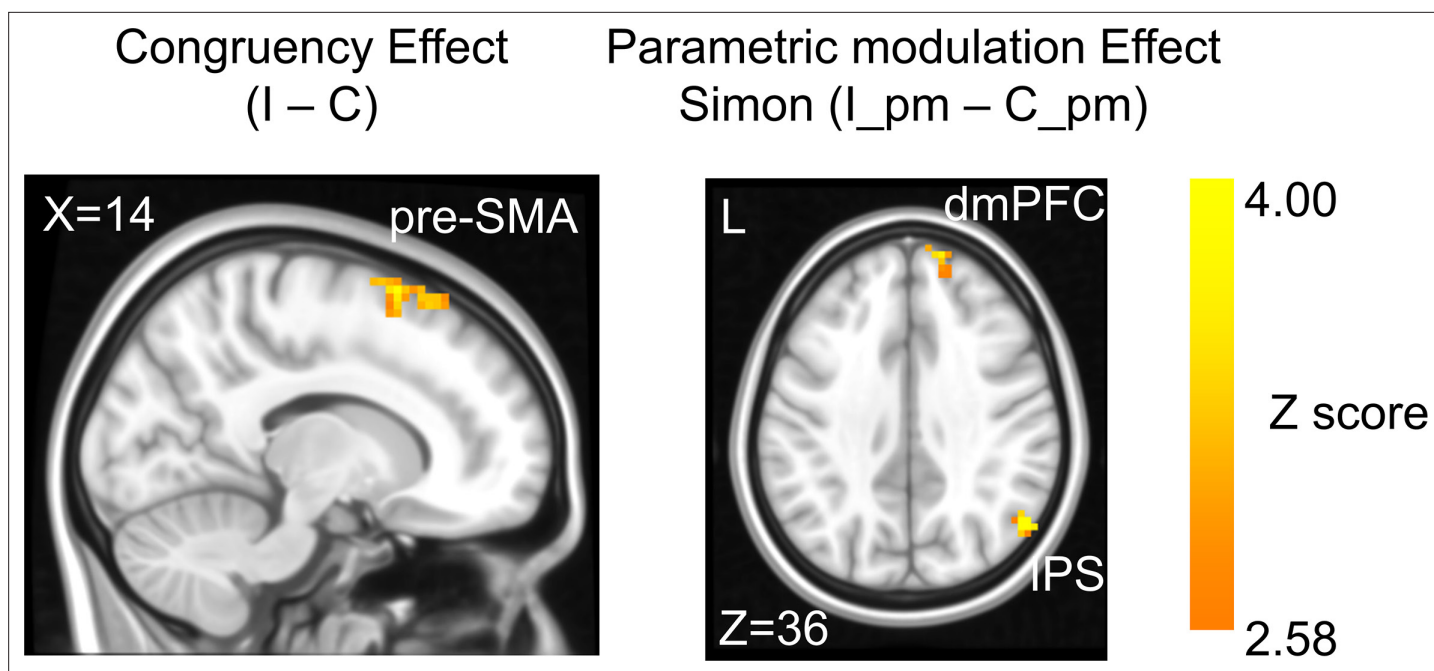 Congruency Effect
(I – C)
Parametric modulation Effect
Simon (I_pm – C_pm)
X=14
pre-SMA
L
dmPFC
IPS
Z=36
4.00
Z score
2.58